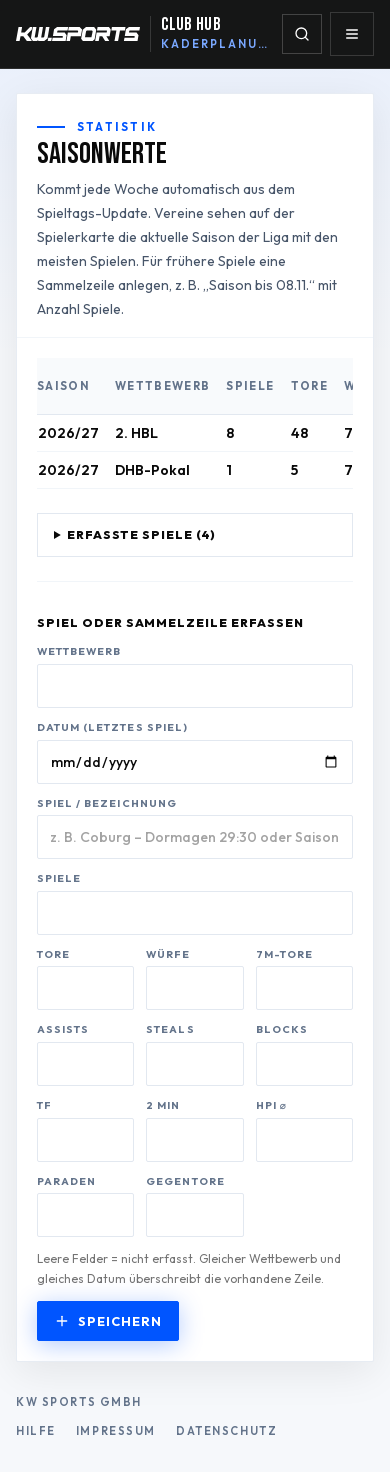 KW.SPORTS
CLUB HUB
KADERPLANU…
STATISTIK
SAISONWERTE
Kommt jede Woche automatisch aus dem
Spieltags-Update. Vereine sehen auf der
Spielerkarte die aktuelle Saison der Liga mit den
meisten Spielen. Für frühere Spiele eine
Sammelzeile anlegen, z. B. „Saison bis 08.11.“ mit
Anzahl Spiele.
SAISON WETTBEWERB SPIELE TORE W
2026/27 2. HBL 8 48 7
2026/27 DHB-Pokal 1 5 7
ERFASSTE SPIELE (4)
SPIEL ODER SAMMELZEILE ERFASSEN
WETTBEWERB
DATUM (LETZTES SPIEL)
mm/dd/yyyy
SPIEL / BEZEICHNUNG
z. B. Coburg – Dormagen 29:30 oder Saison
SPIELE
TORE WÜRFE 7M-TORE
ASSISTS STEALS BLOCKS
TF 2 MIN HPI ⌀
PARADEN GEGENTORE
Leere Felder = nicht erfasst. Gleicher Wettbewerb und
gleiches Datum überschreibt die vorhandene Zeile.
SPEICHERN
KW SPORTS GMBH
HILFE IMPRESSUM DATENSCHUTZ